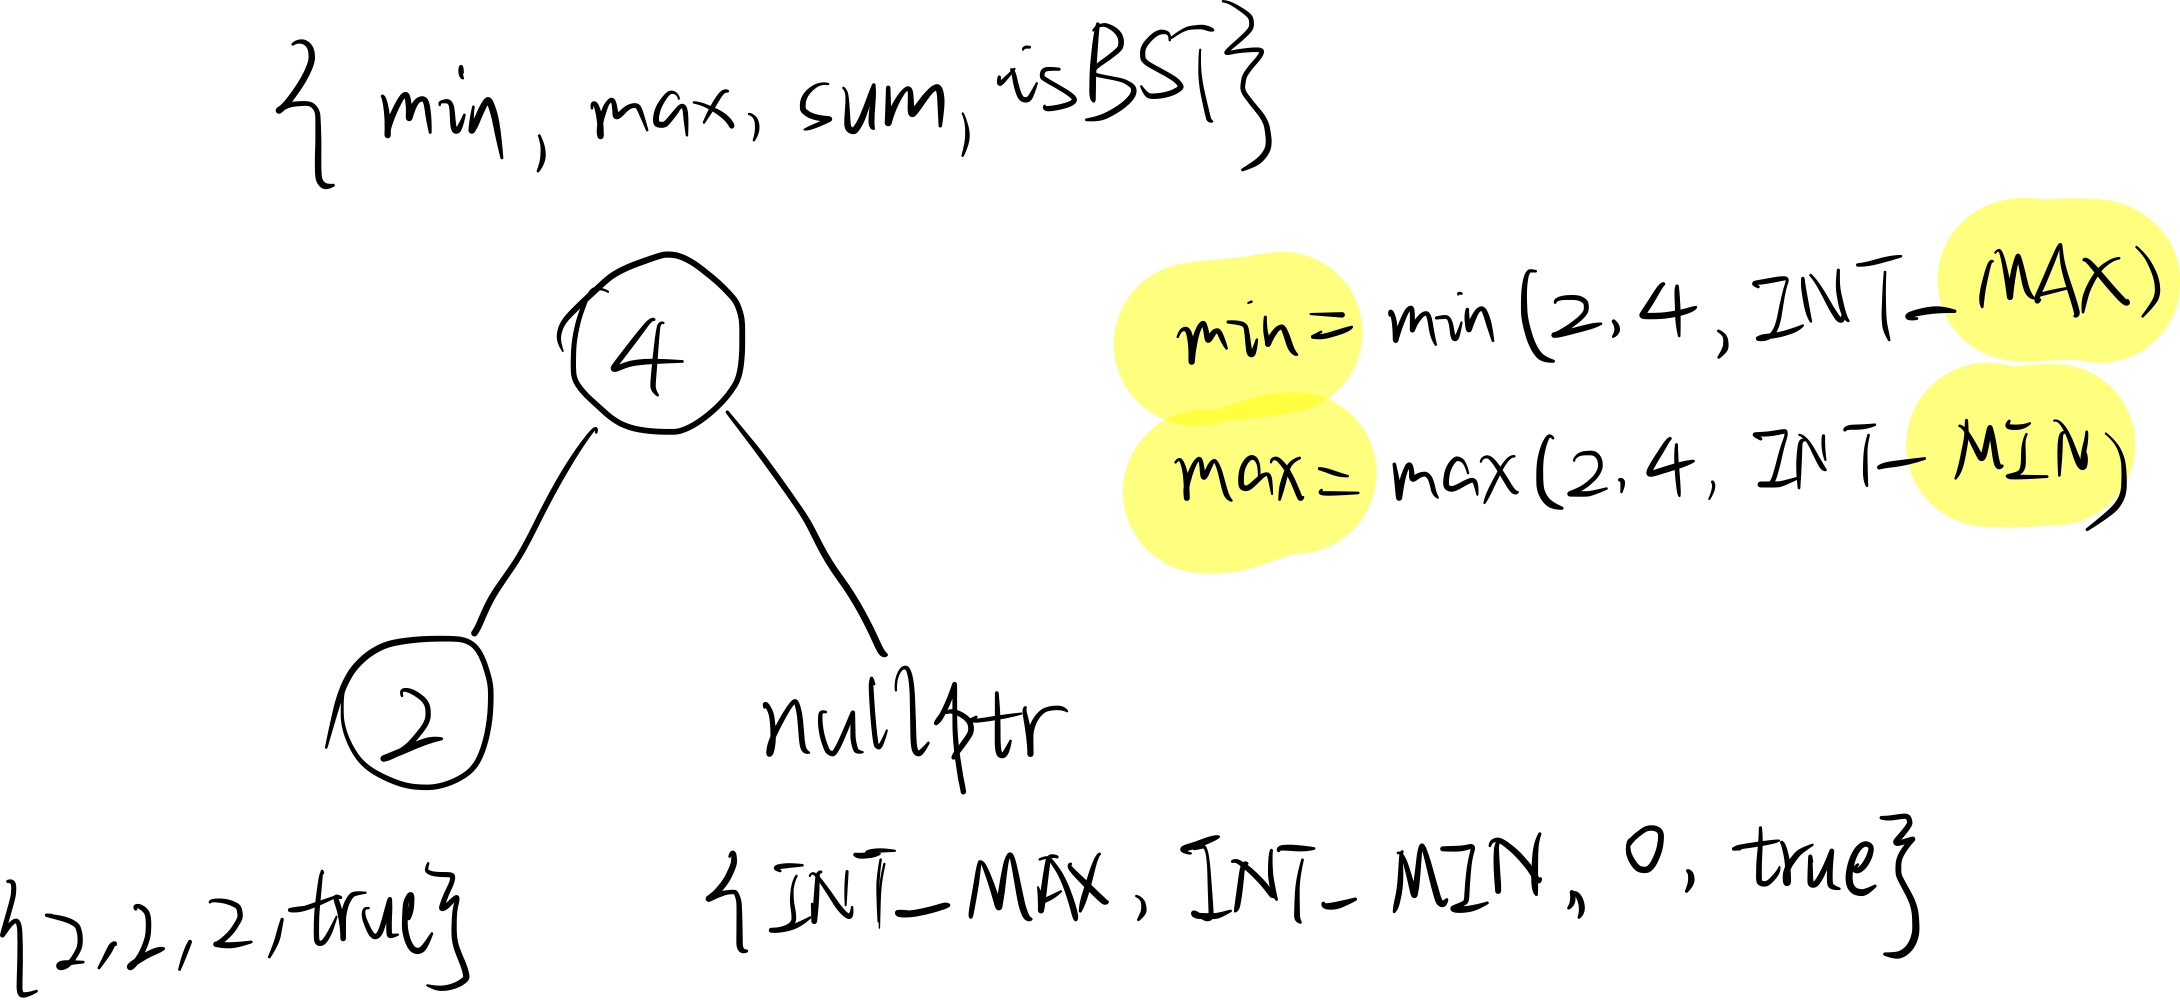 { min, max, sum, isBST}
4
min = min (2, 4, INT_MAX)
max = max (2, 4, INT_MIN)
2
nullptr
{2, 2, 2, true}
{INT_MAX, INT_MIN, 0, true}